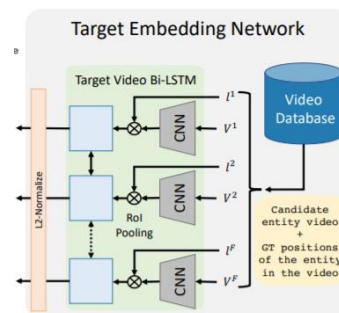 Target Embedding Network
Target Video Bi-LSTM
L2-Normalize
CNN
l¹
V¹
CNN
l²
V²
RoI
Pooling
CNN
l^F
V^F
Video
Database
Candidate
entity video
+
GT positions
of the entity
in the video